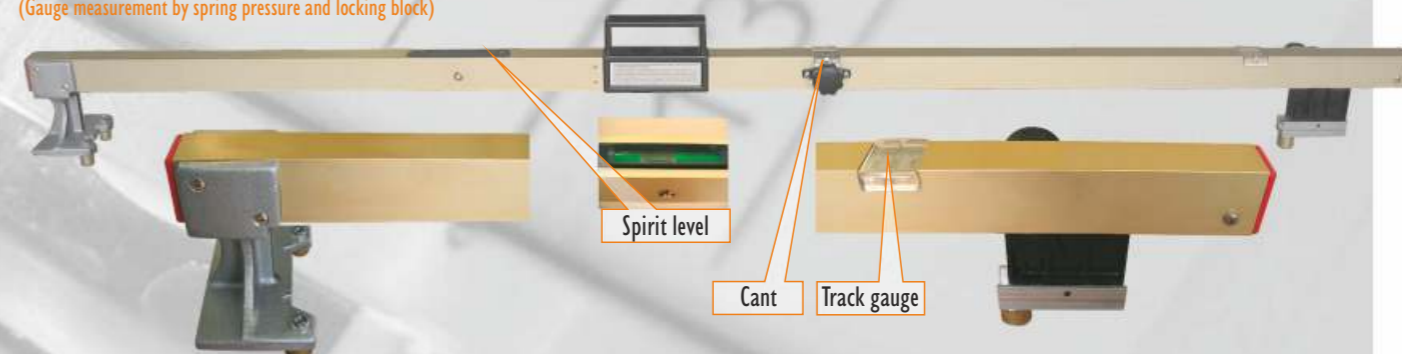 (Gauge measurement by spring pressure and locking block)
Spirit level
Cant
Track gauge